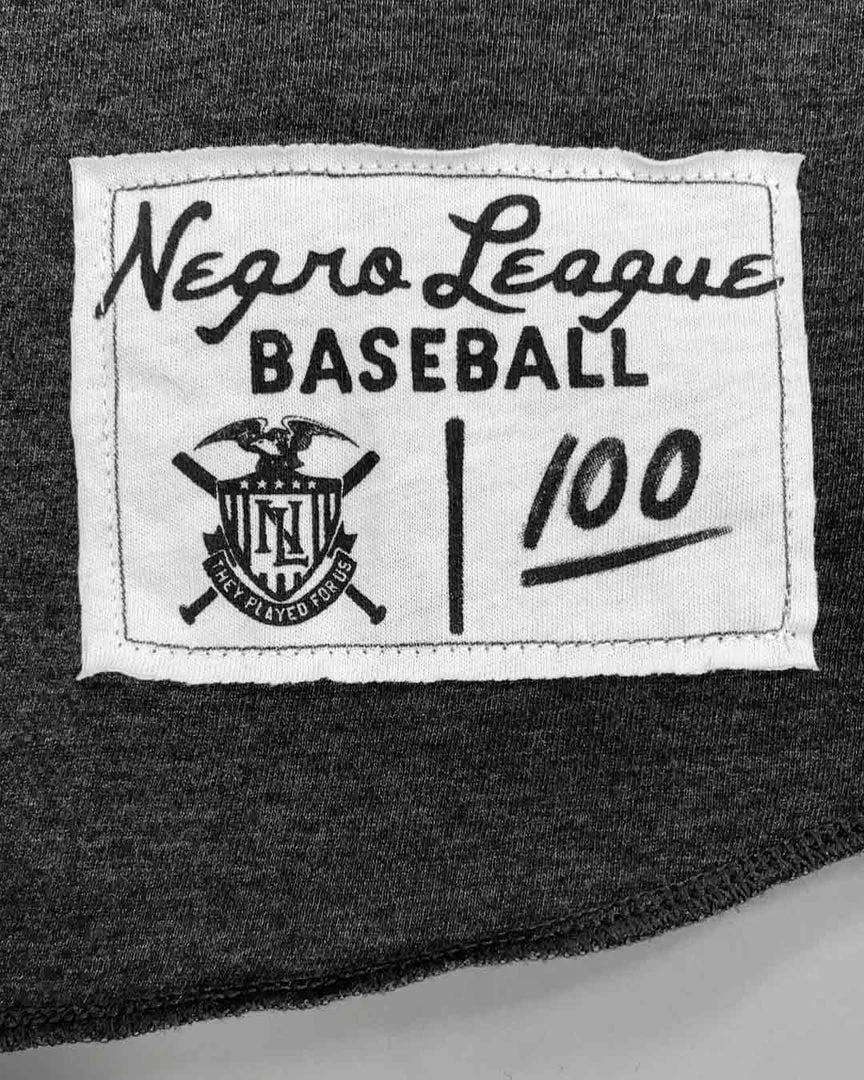 Negro League
BASEBALL
NL
THEY PLAYED FOR US
100